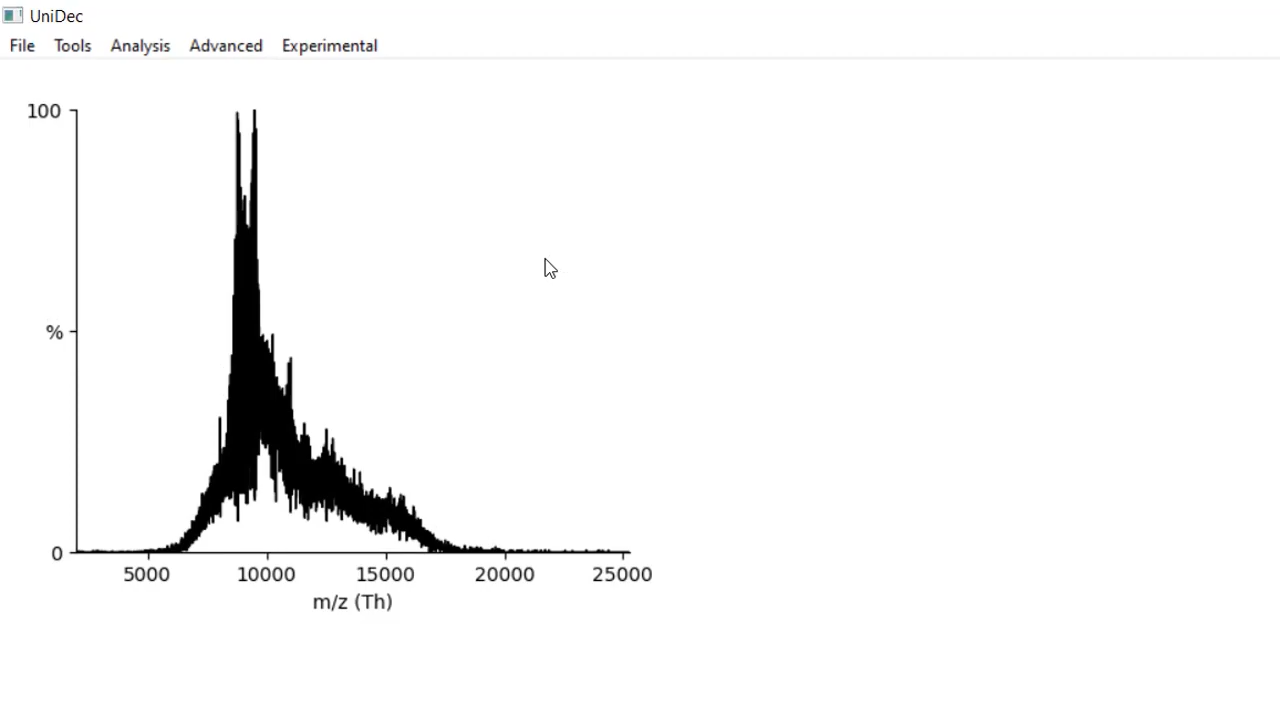 UniDec
File Tools Analysis Advanced Experimental
100
%
0
5000 10000 15000 20000 25000
m/z (Th)